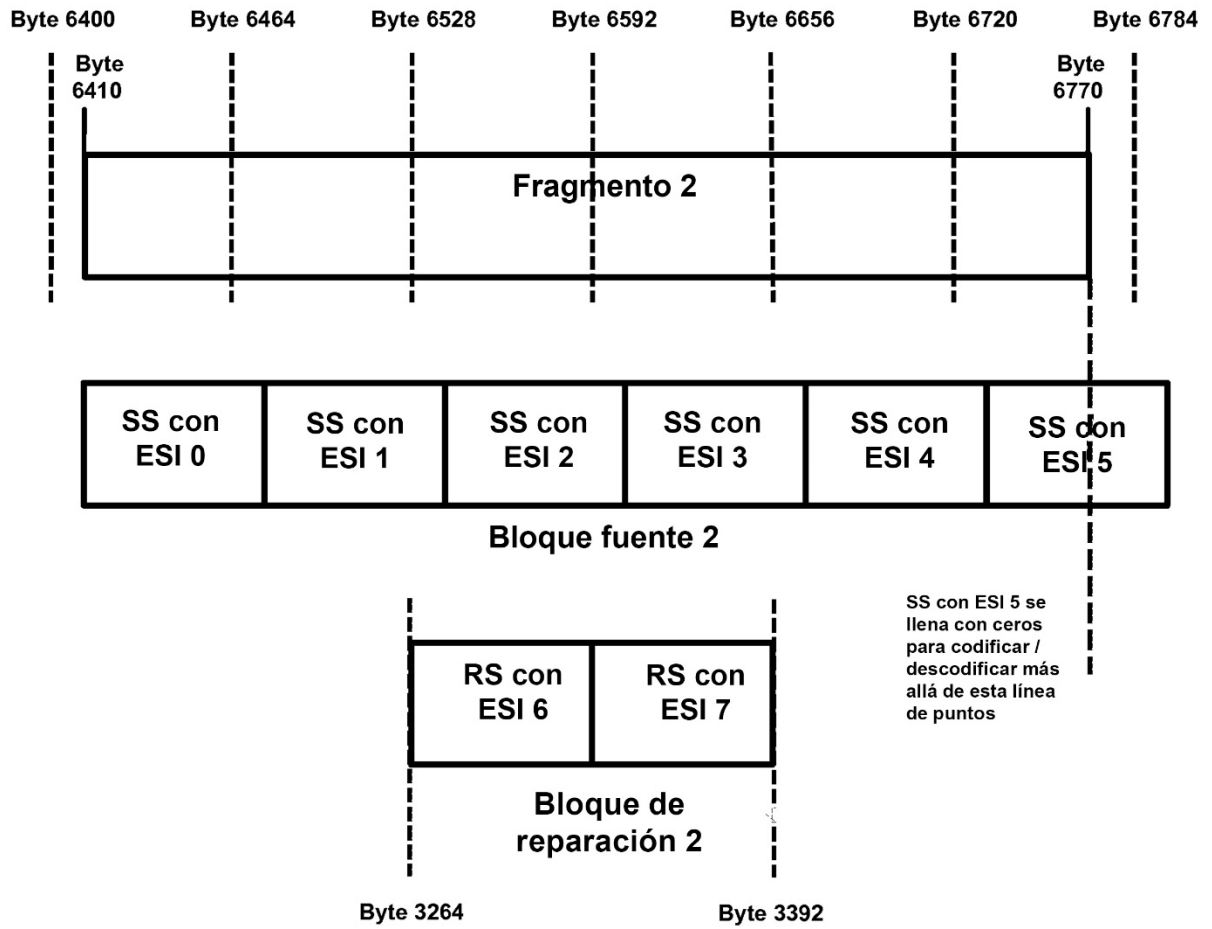 Byte 6400 Byte 6464 Byte 6528 Byte 6592 Byte 6656 Byte 6720 Byte 6784
Byte
6410
Byte
6770
Fragmento 2
SS con
ESI 0
SS con
ESI 1
SS con
ESI 2
SS con
ESI 3
SS con
ESI 4
SS con
ESI 5
Bloque fuente 2
SS con ESI 5 se
llena con ceros
para codificar /
descodificar más
allá de esta línea
de puntos
RS con
ESI 6
RS con
ESI 7
Bloque de
reparación 2
Byte 3264 Byte 3392